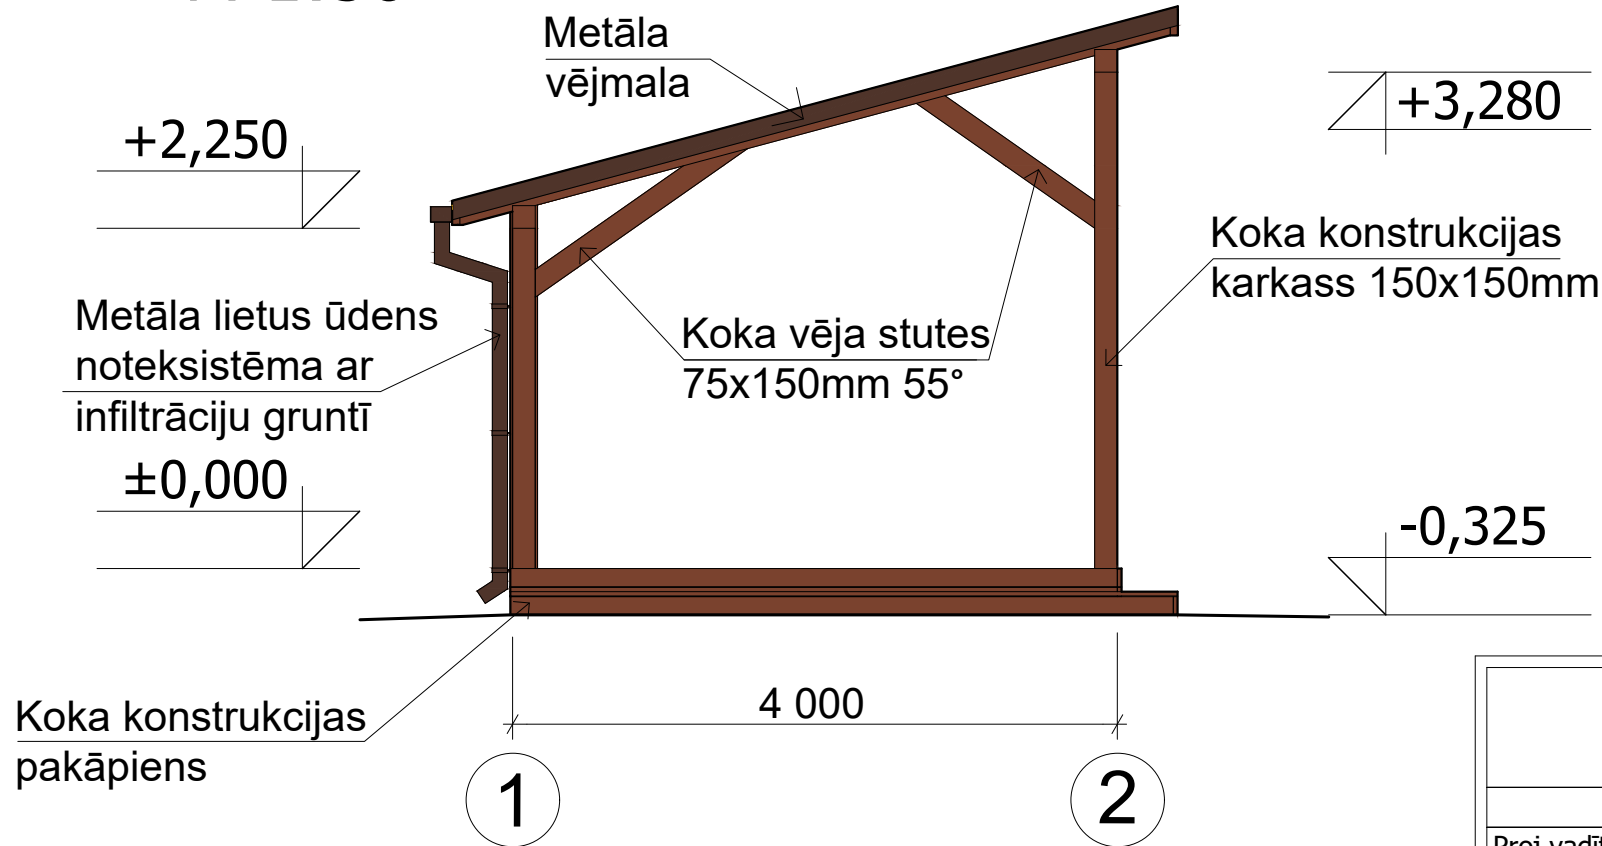 Metāla
vējmala
+2,250
+3,280
Koka konstrukcijas
karkass 150x150mm
Metāla lietus ūdens
noteksistēma ar
infiltrāciju gruntī
Koka vēja stutes
75x150mm 55°
±0,000
-0,325
Koka konstrukcijas
pakāpiens
4 000
1
2